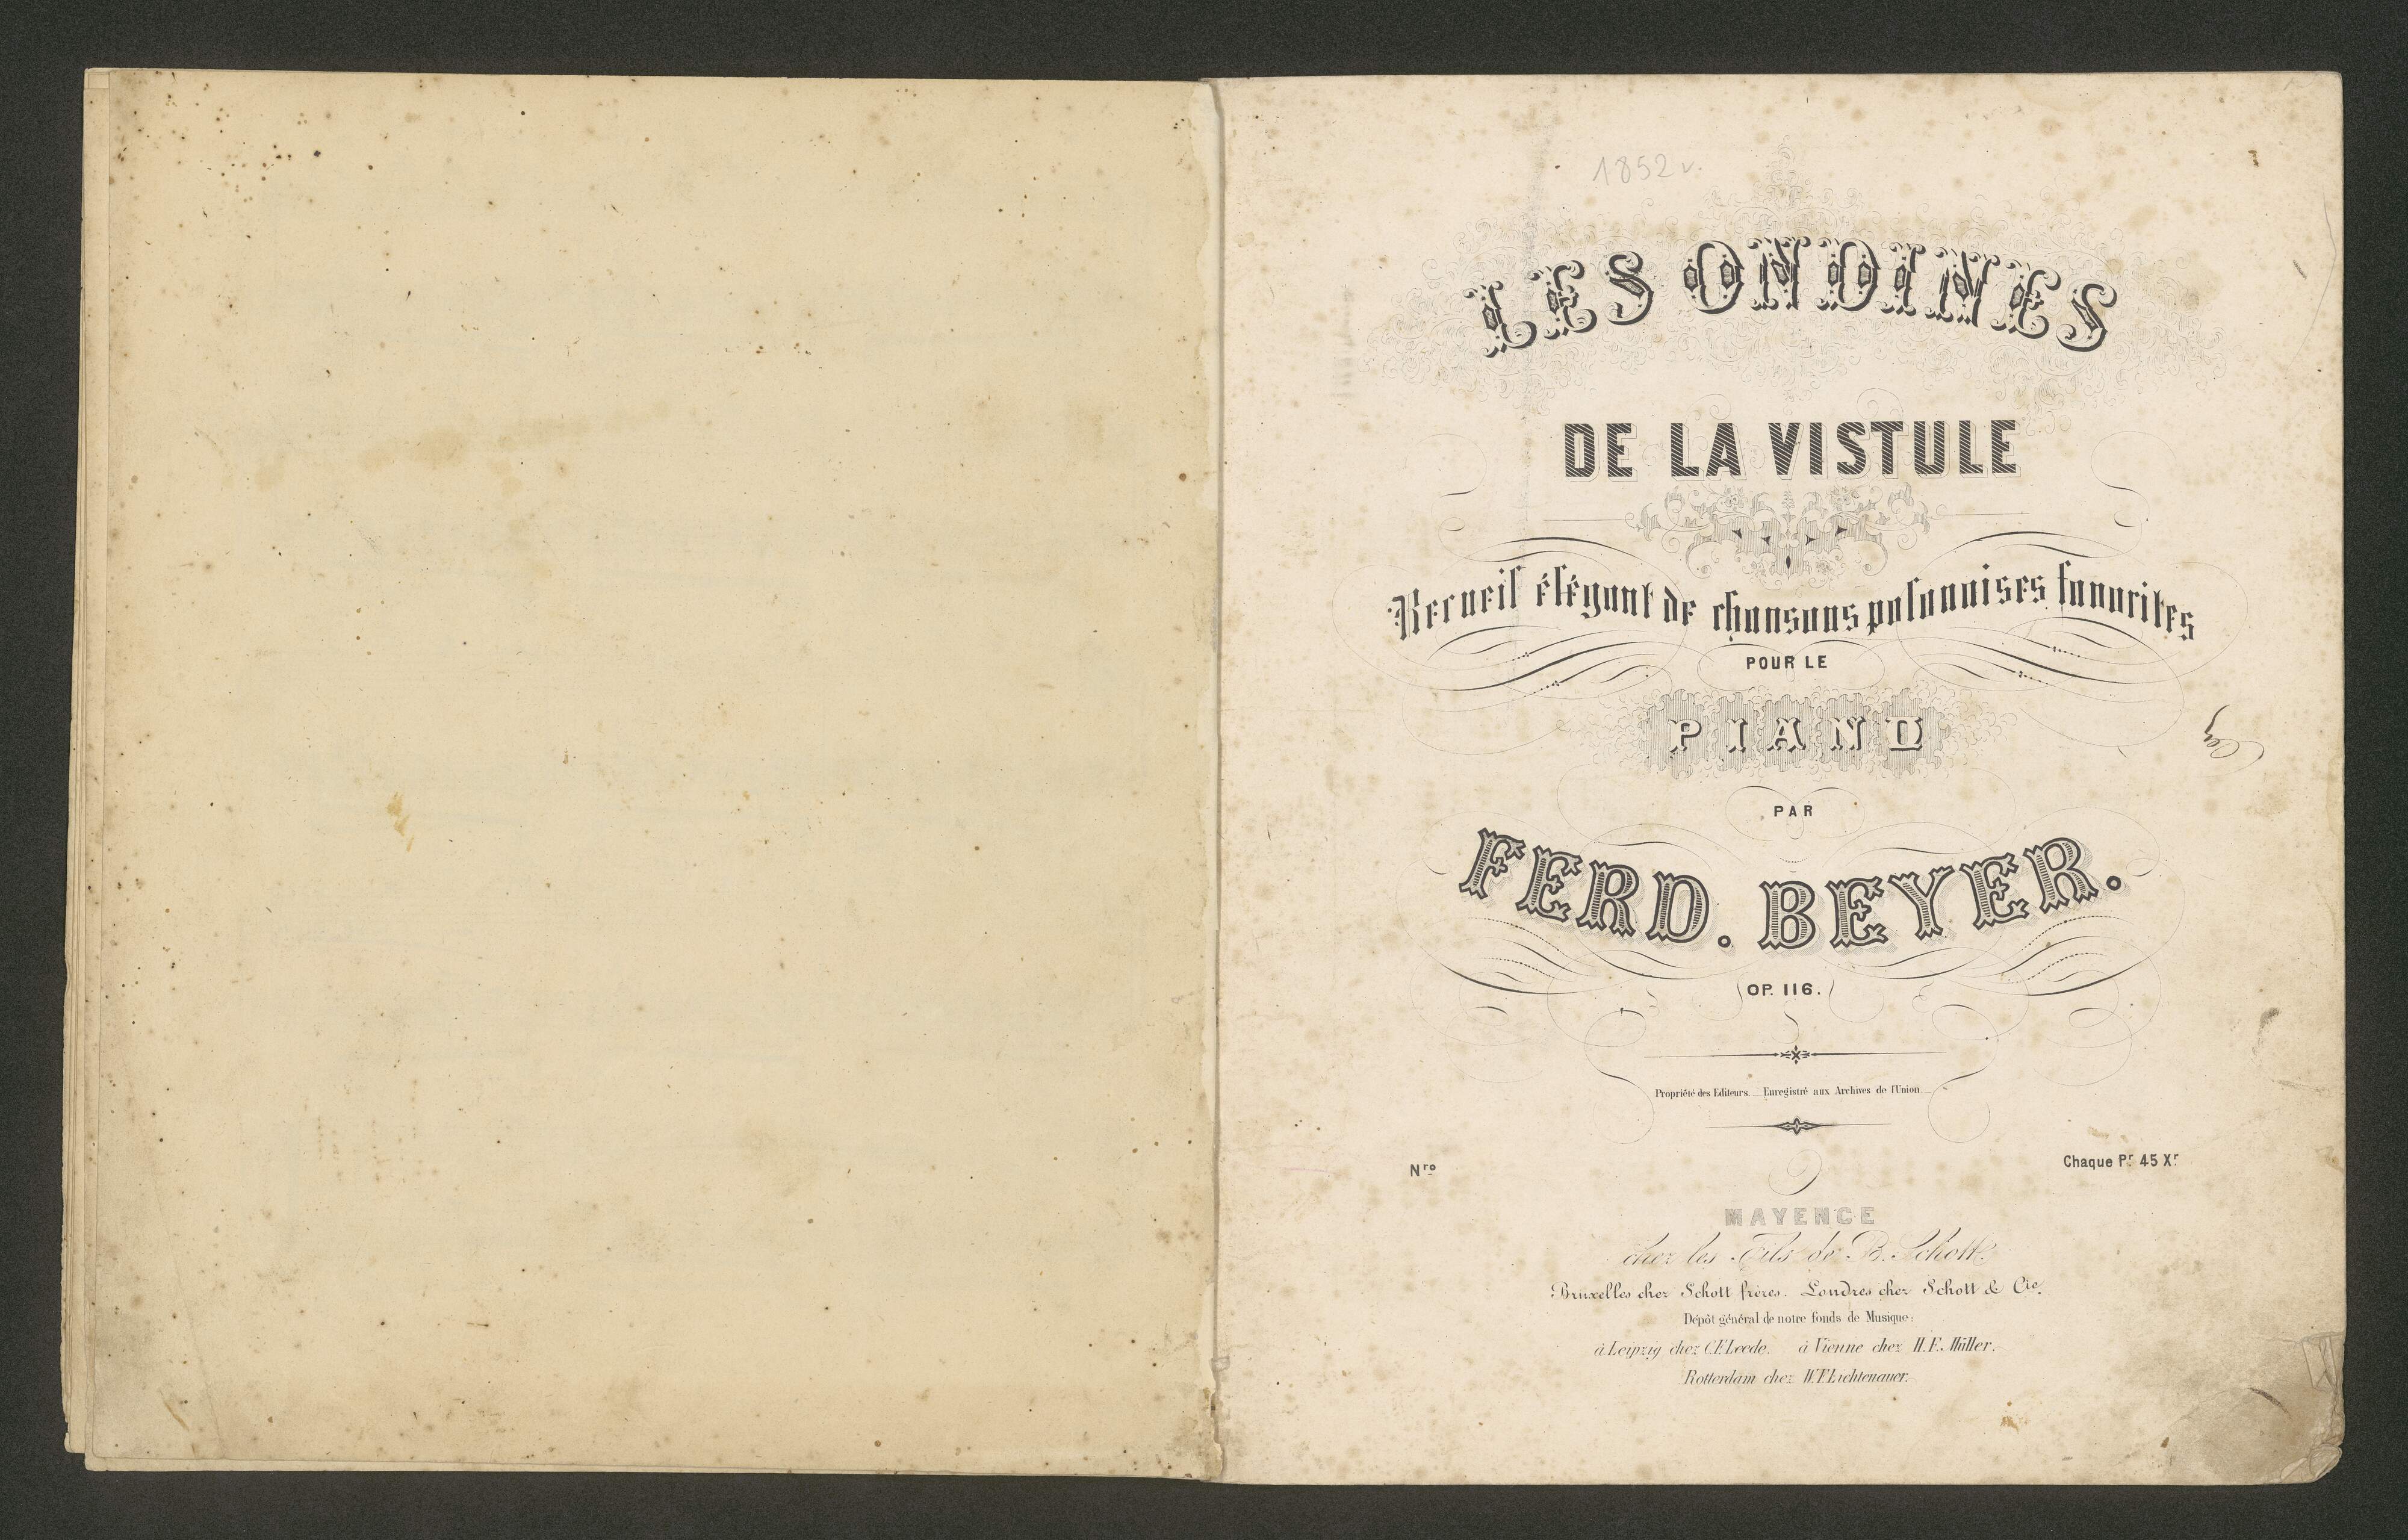 1852 r.
LES ONDINES
DE LA VISTULE
Recueil élégant de chansons polonaises favorites
POUR LE
PIANO
PAR
FERD. BEYER.
OP. 116.
Propriété des Editeurs. Enregistré aux Archives de l'Union.
Nro
Chaque Pr. 45 Xr.
MAYENCE
chez les Fils de B. Schott.
Bruxelles chez Schott frères. Londres chez Schott & Cie.
Dépôt général de notre fonds de Musique:
à Leipzig chez C.F. Leede. à Vienne chez H.F. Müller.
Rotterdam chez W.F. Lichtenauer.